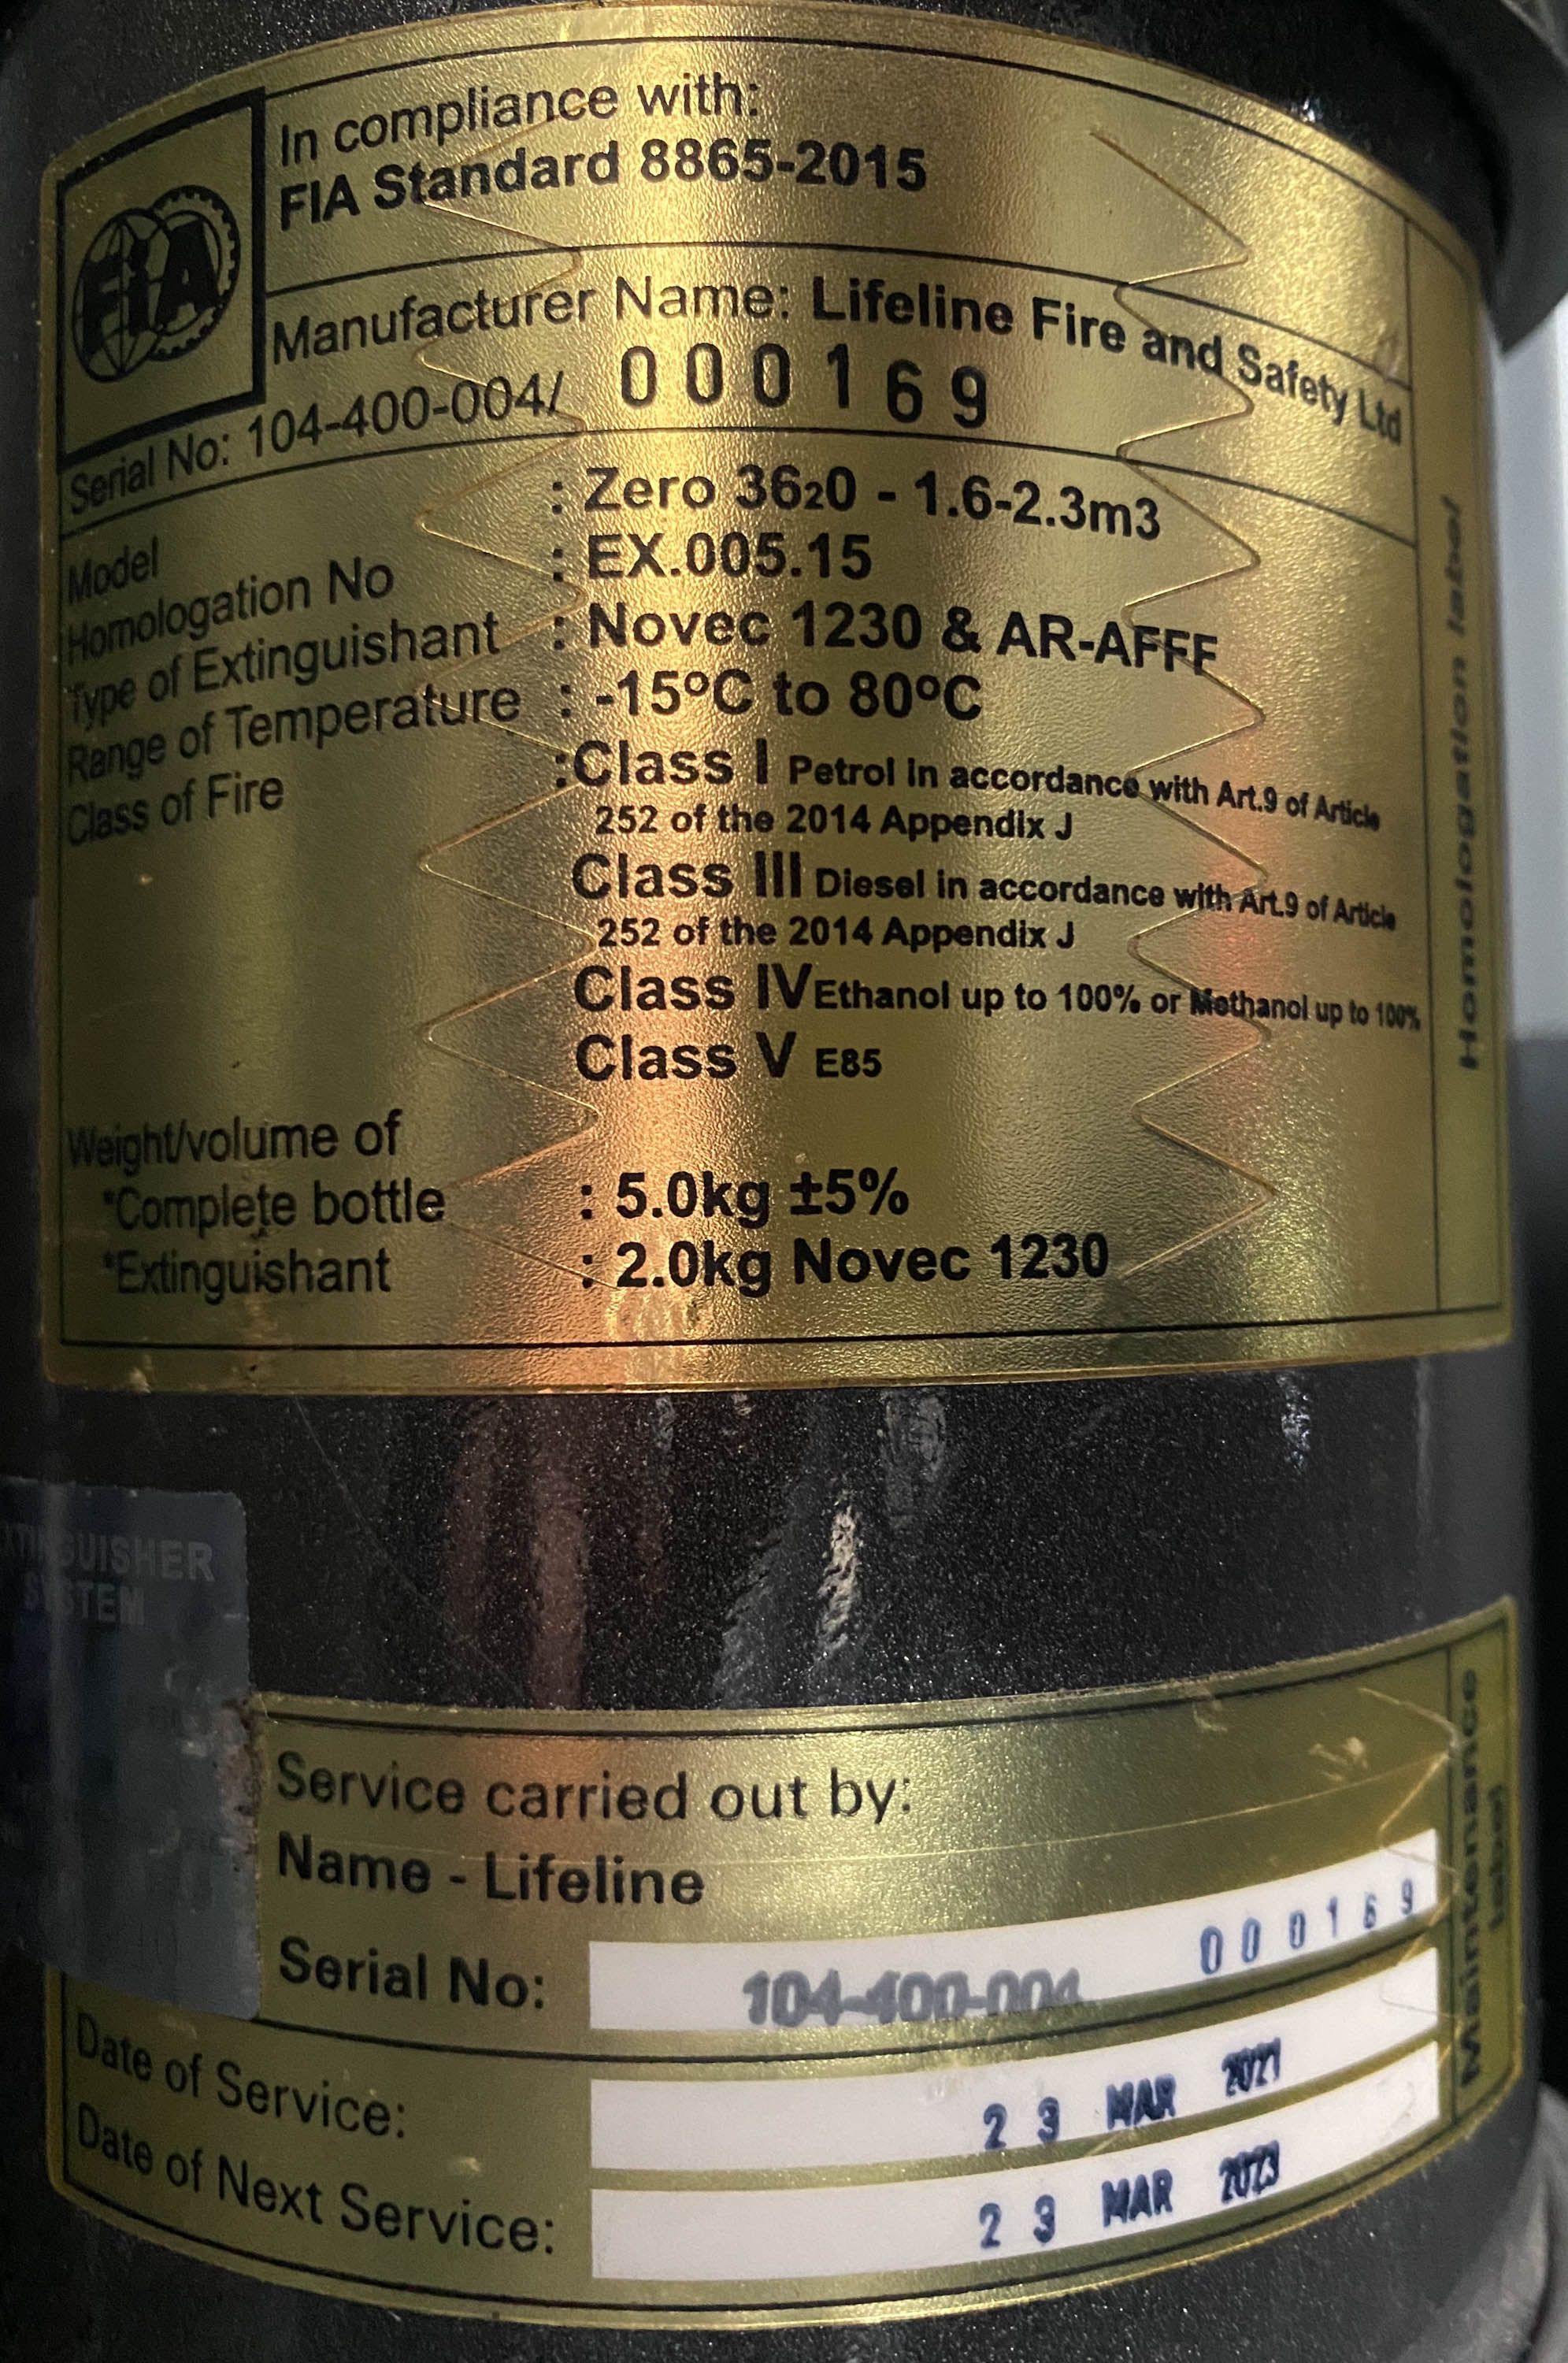 FIA
In compliance with:
FIA Standard 8865-2015
Manufacturer Name: Lifeline Fire and Safety Ltd
Serial No: 104-400-004/ 000169
Model : Zero 36₂0 - 1.6-2.3m3
Homologation No : EX.005.15
Type of Extinguishant : Novec 1230 & AR-AFFF
Range of Temperature : -15ºC to 80ºC
Class of Fire :Class I Petrol in accordance with Art.9 of Article
252 of the 2014 Appendix J
Class III Diesel in accordance with Art.9 of Article
252 of the 2014 Appendix J
Class IV Ethanol up to 100% or Methanol up to 100%
Class V E85
Weight/volume of
*Complete bottle : 5.0kg ±5%
*Extinguishant : 2.0kg Novec 1230
Homologation label
EXTINGUISHER
SYSTEM
Service carried out by:
Name - Lifeline
Serial No: 104-400-004 000169
Date of Service: 23 MAR 2021
Date of Next Service: 23 MAR 2023
Maintenance
label